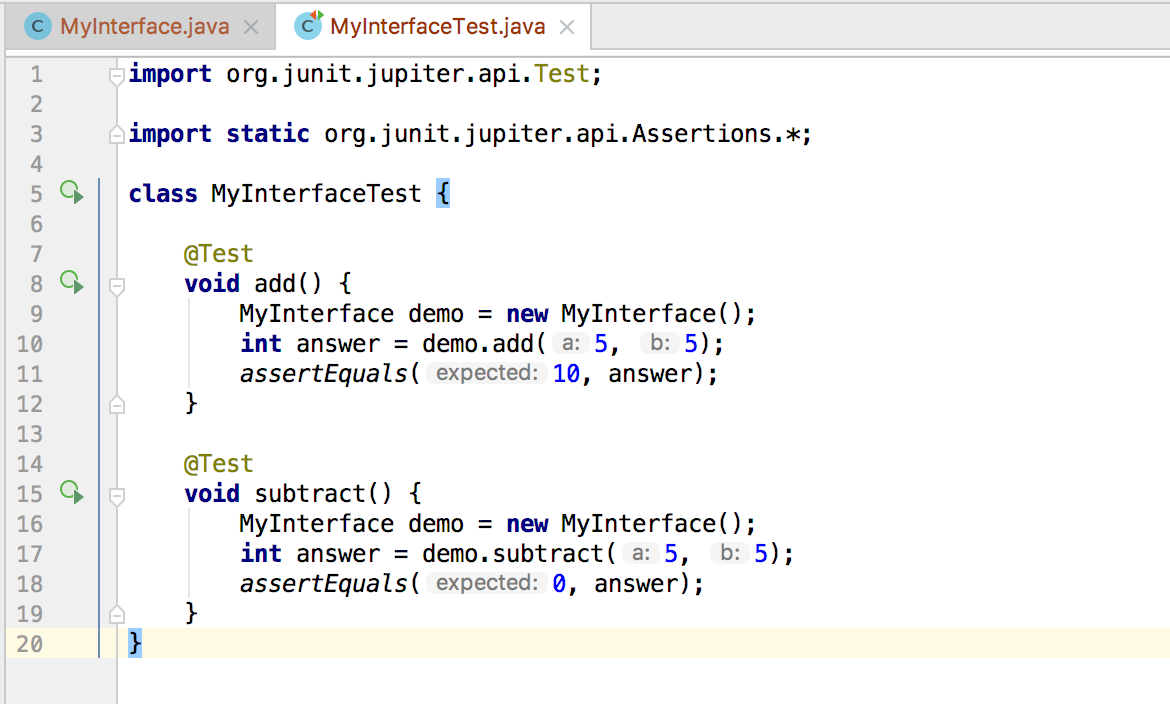 MyInterface.java MyInterfaceTest.java
1 import org.junit.jupiter.api.Test;
2
3 import static org.junit.jupiter.api.Assertions.*;
4
5 class MyInterfaceTest {
6
7 @Test
8 void add() {
9 MyInterface demo = new MyInterface();
10 int answer = demo.add( a: 5, b: 5);
11 assertEquals( expected: 10, answer);
12 }
13
14 @Test
15 void subtract() {
16 MyInterface demo = new MyInterface();
17 int answer = demo.subtract( a: 5, b: 5);
18 assertEquals( expected: 0, answer);
19 }
20 }